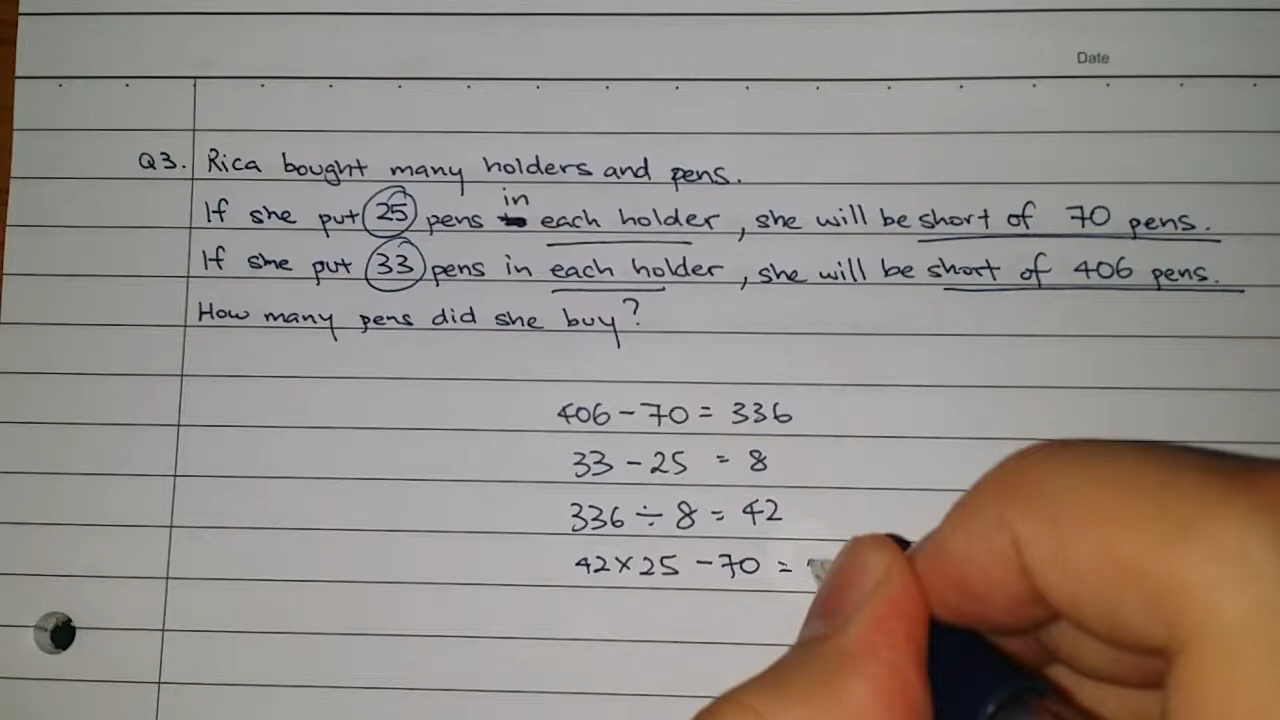 Date
Q3. Rica bought many holders and pens.
If she put 25 pens in each holder, she will be short of 70 pens.
If she put 33 pens in each holder, she will be short of 406 pens.
How many pens did she buy?
406 - 70 = 336
33 - 25 = 8
336 ÷ 8 = 42
42 × 25 - 70 =